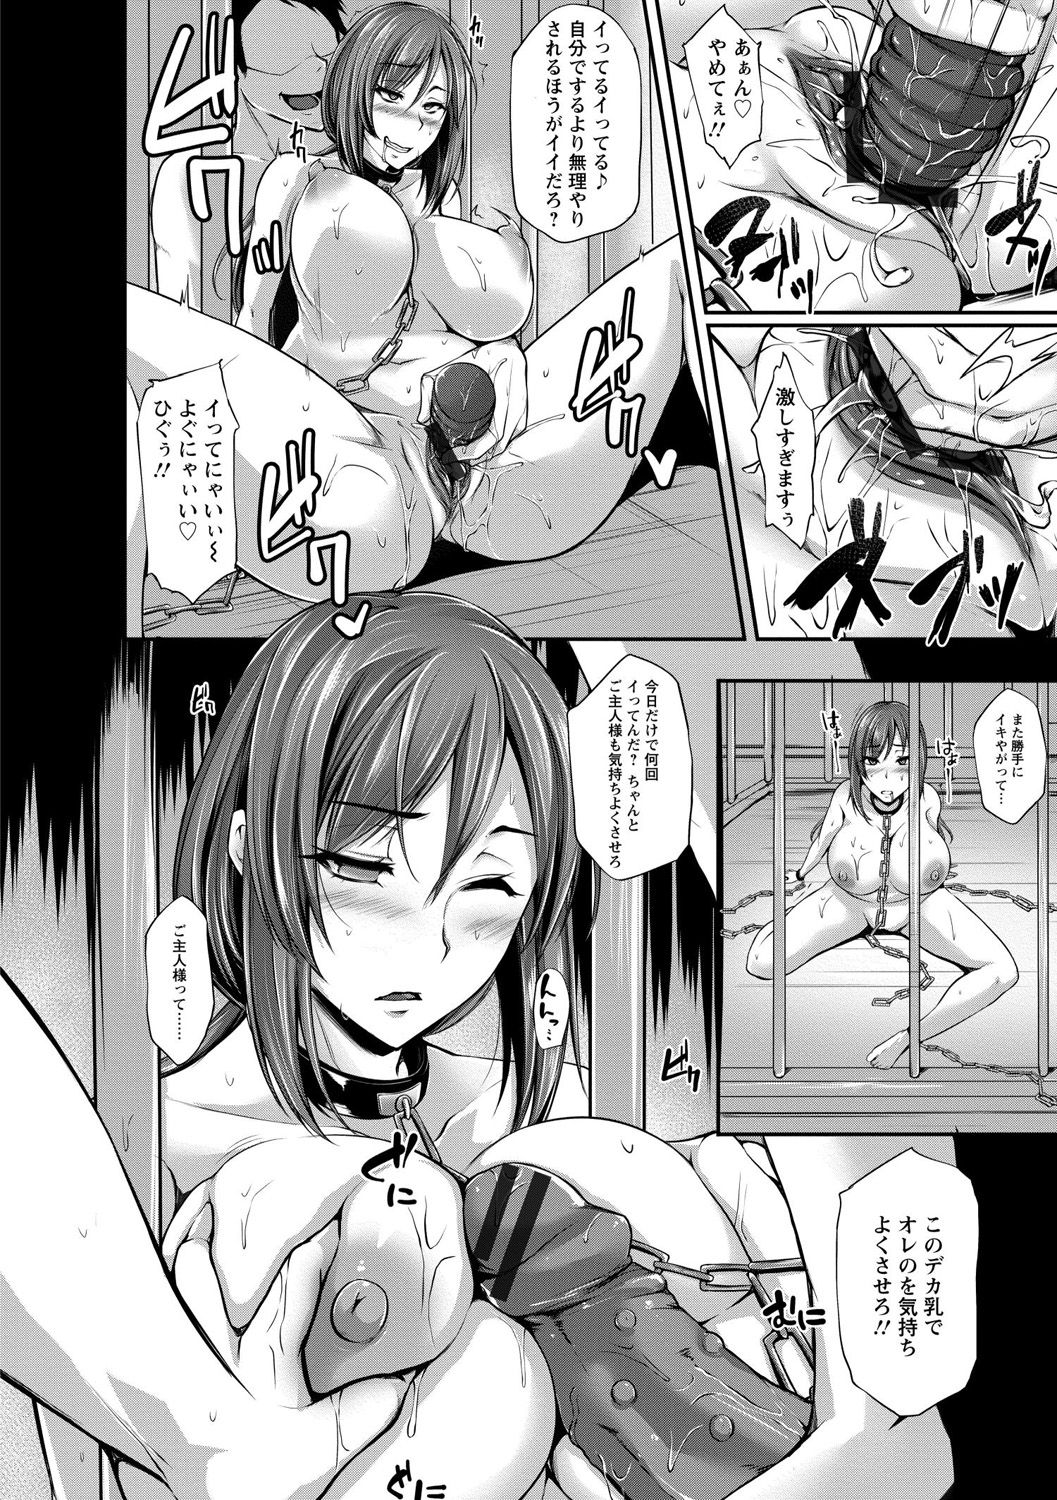 あぁん♡
やめてぇ!!
激しすぎますぅ
イってるイってる♪
自分でするより無理やり
されるほうがイイだろ?
ビクッ
ビクッ
ビクッ
イってにゃいぃ〜
よぐにゃいい♡
ひぐぅ!!
また勝手に
イキやがって…
はぁー
はぁー
今日だけで何回
イってんだ? ちゃんと
ご主人様も気持ちよくさせろ
んんっ…
ご主人様って……
このデカ乳で
オレのを気持ち
よくさせろ!!
むに
むに